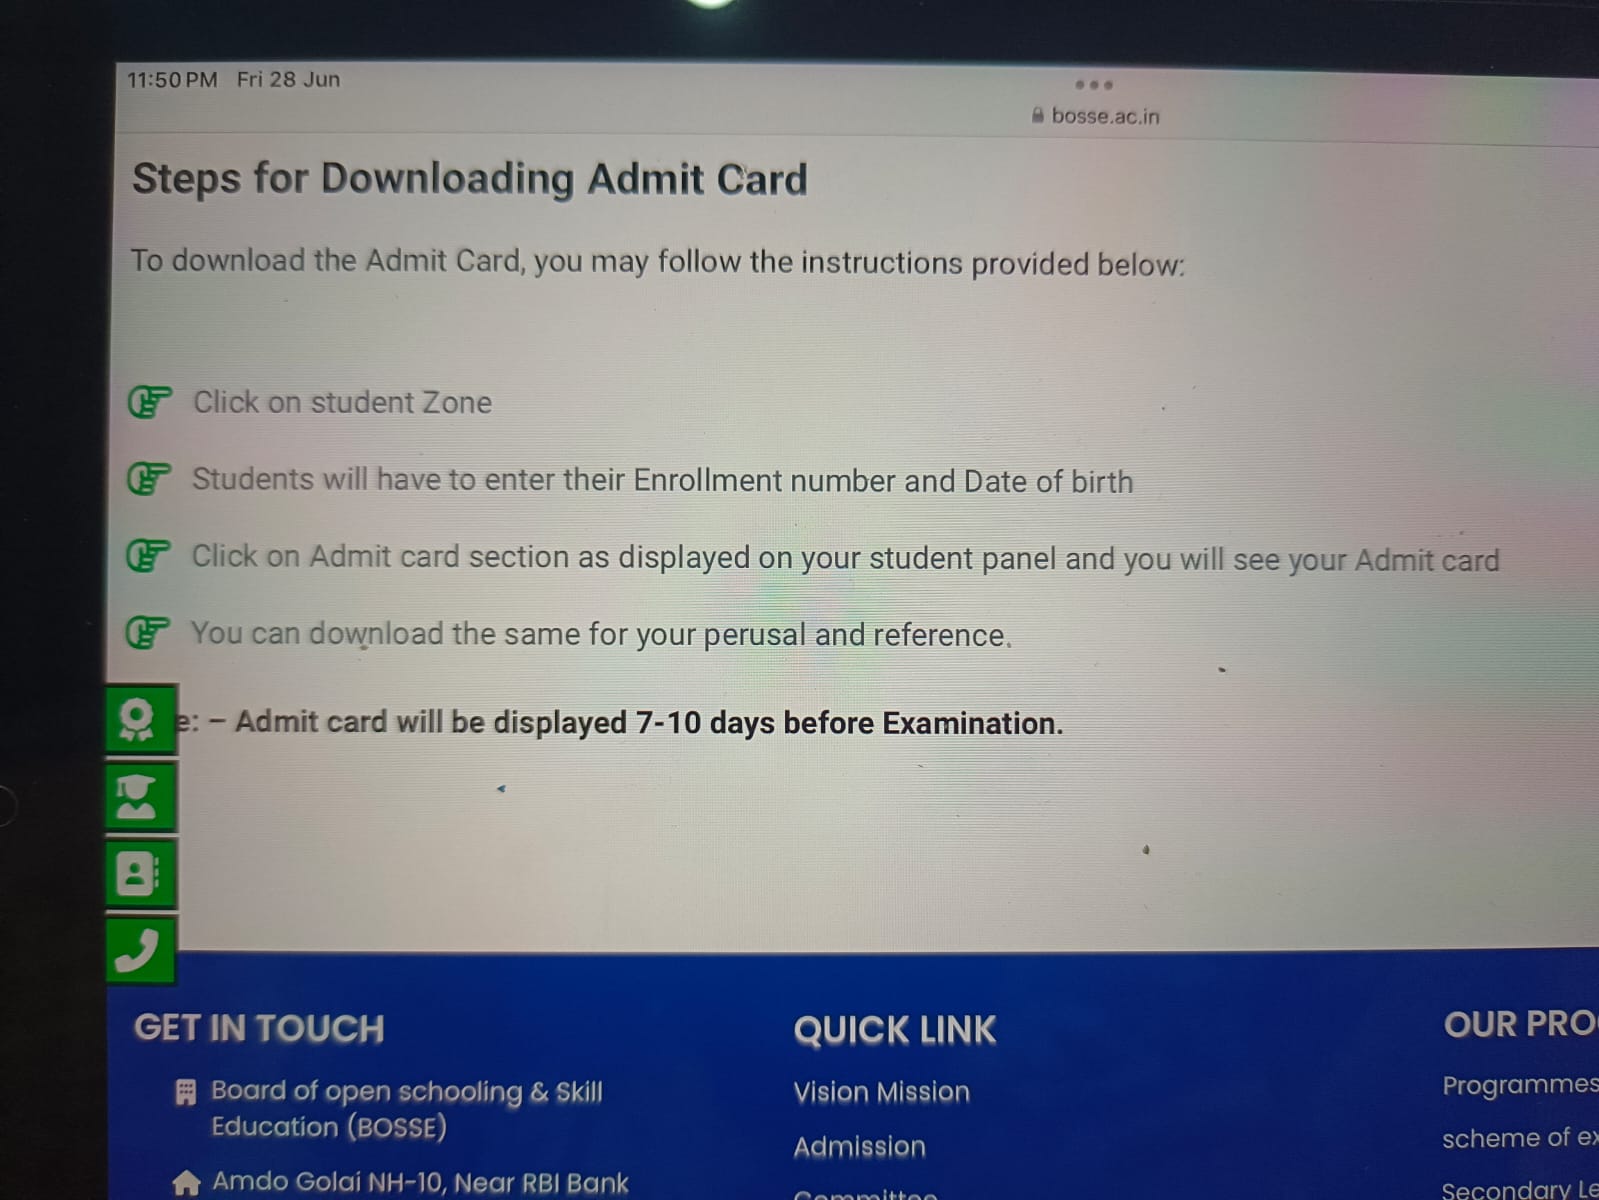 11:50 PM Fri 28 Jun
bosse.ac.in
Steps for Downloading Admit Card
To download the Admit Card, you may follow the instructions provided below:
Click on student Zone
Students will have to enter their Enrollment number and Date of birth
Click on Admit card section as displayed on your student panel and you will see your Admit card
You can download the same for your perusal and reference.
e: – Admit card will be displayed 7-10 days before Examination.
GET IN TOUCH
Board of open schooling & Skill
Education (BOSSE)
Amdo Golai NH-10, Near RBI Bank
QUICK LINK
Vision Mission
Admission
Committee
OUR PRO
Programmes
scheme of ex
Secondary Le